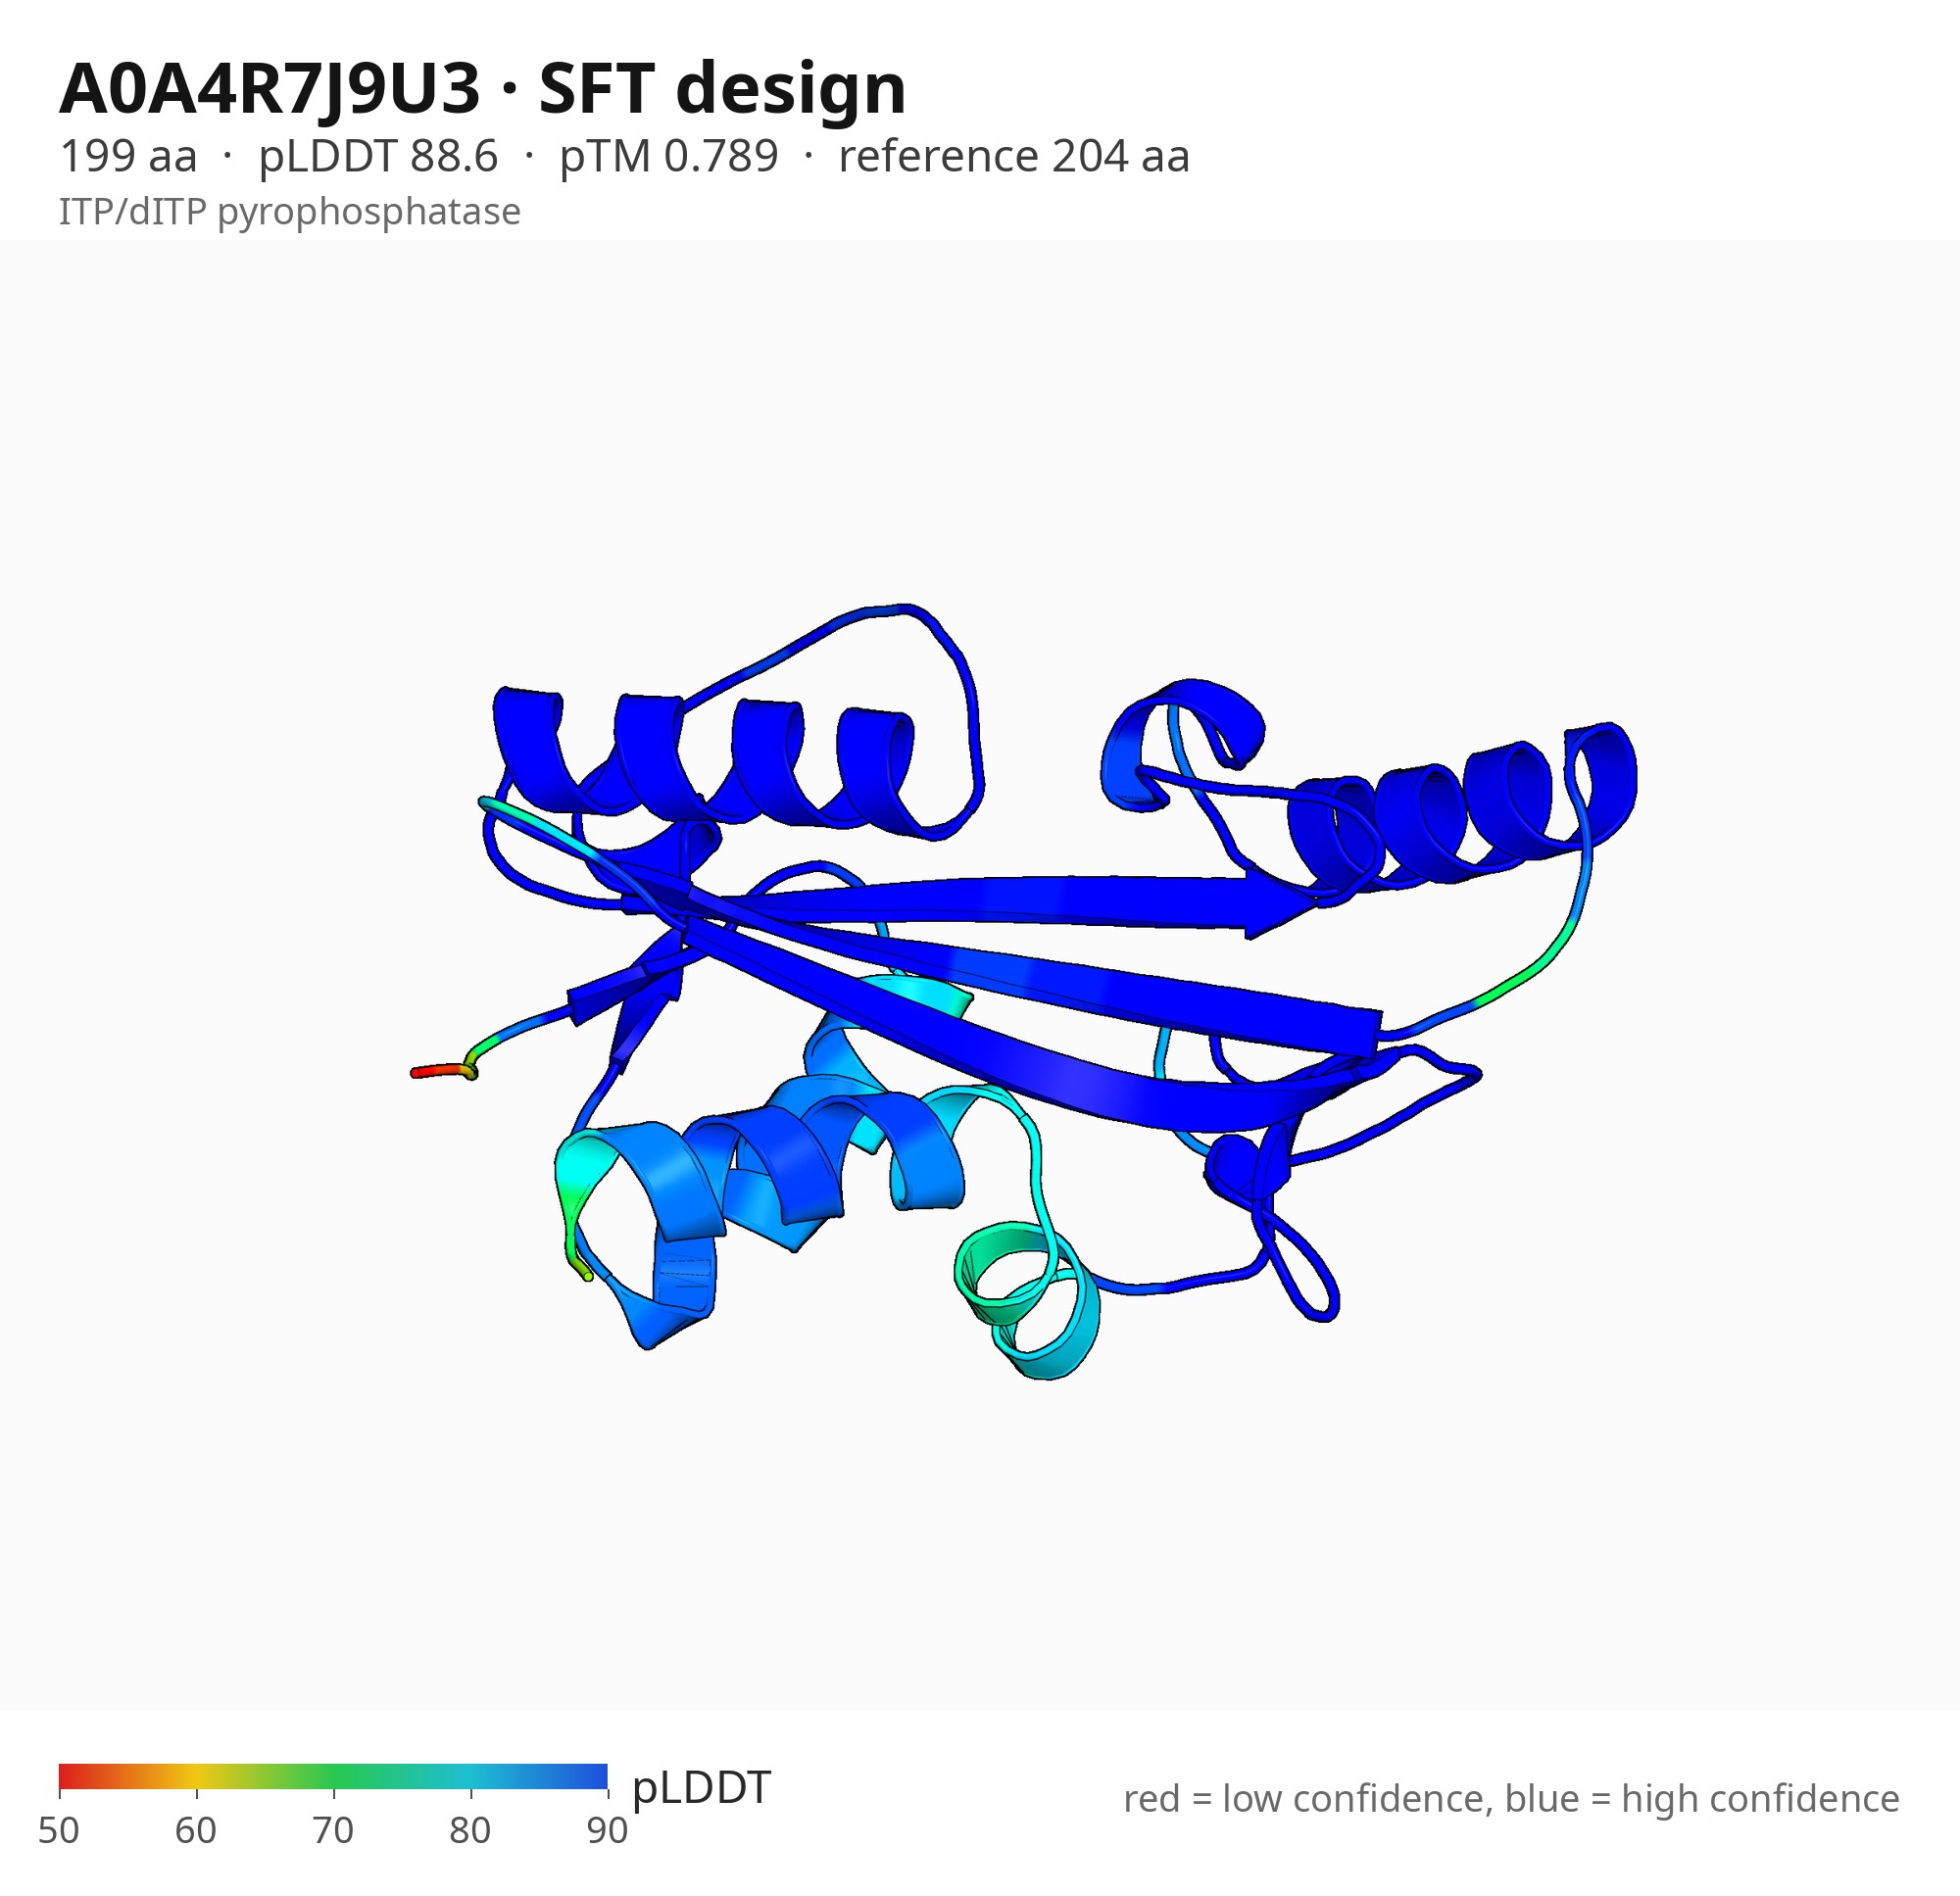 A0A4R7J9U3 · SFT design
199 aa · pLDDT 88.6 · pTM 0.789 · reference 204 aa
ITP/dITP pyrophosphatase
pLDDT
50 60 70 80 90
red = low confidence, blue = high confidence